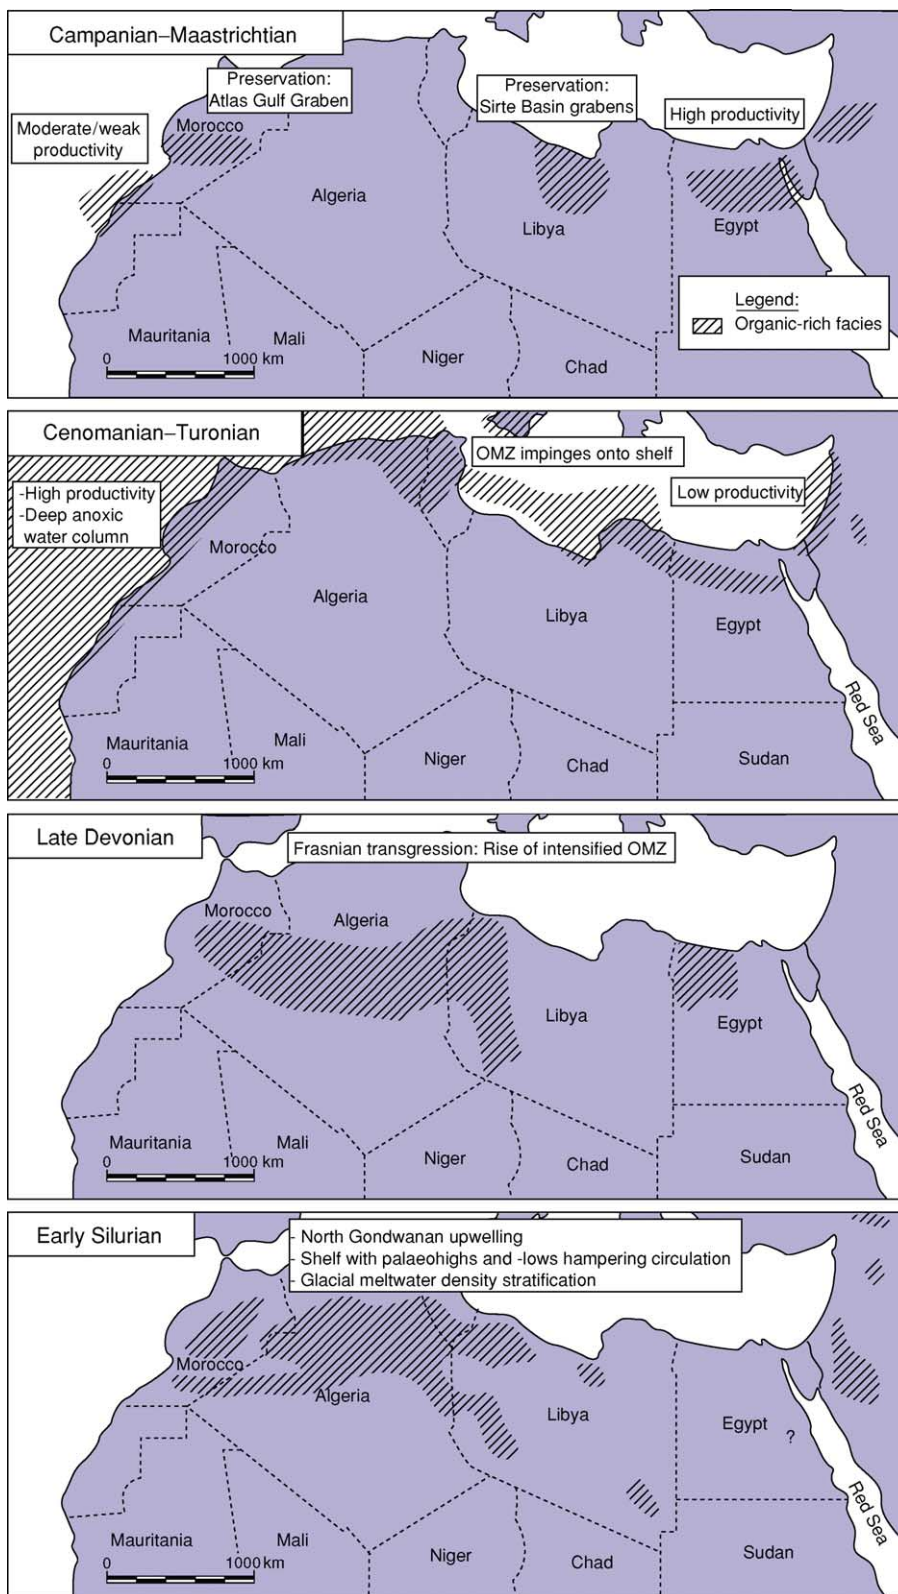 Campanian–Maastrichtian
Preservation:
Atlas Gulf Graben
Preservation:
Sirte Basin grabens
High productivity
Moderate/weak
productivity
Morocco
Algeria
Libya
Egypt
Legend:
Organic-rich facies
Mauritania
Mali
Niger
Chad
0
1000 km
Cenomanian–Turonian
OMZ impinges onto shelf
-High productivity
-Deep anoxic
water column
Low productivity
Morocco
Algeria
Libya
Egypt
Red Sea
Mauritania
Mali
Niger
Chad
Sudan
0
1000 km
Late Devonian
Frasnian transgression: Rise of intensified OMZ
Morocco
Algeria
Libya
Egypt
Red Sea
Mauritania
Mali
Niger
Chad
Sudan
0
1000 km
Early Silurian
- North Gondwanan upwelling
- Shelf with palaeohighs and -lows hampering circulation
- Glacial meltwater density stratification
Morocco
Algeria
Libya
Egypt
?
Red Sea
Mauritania
Mali
Niger
Chad
Sudan
0
1000 km